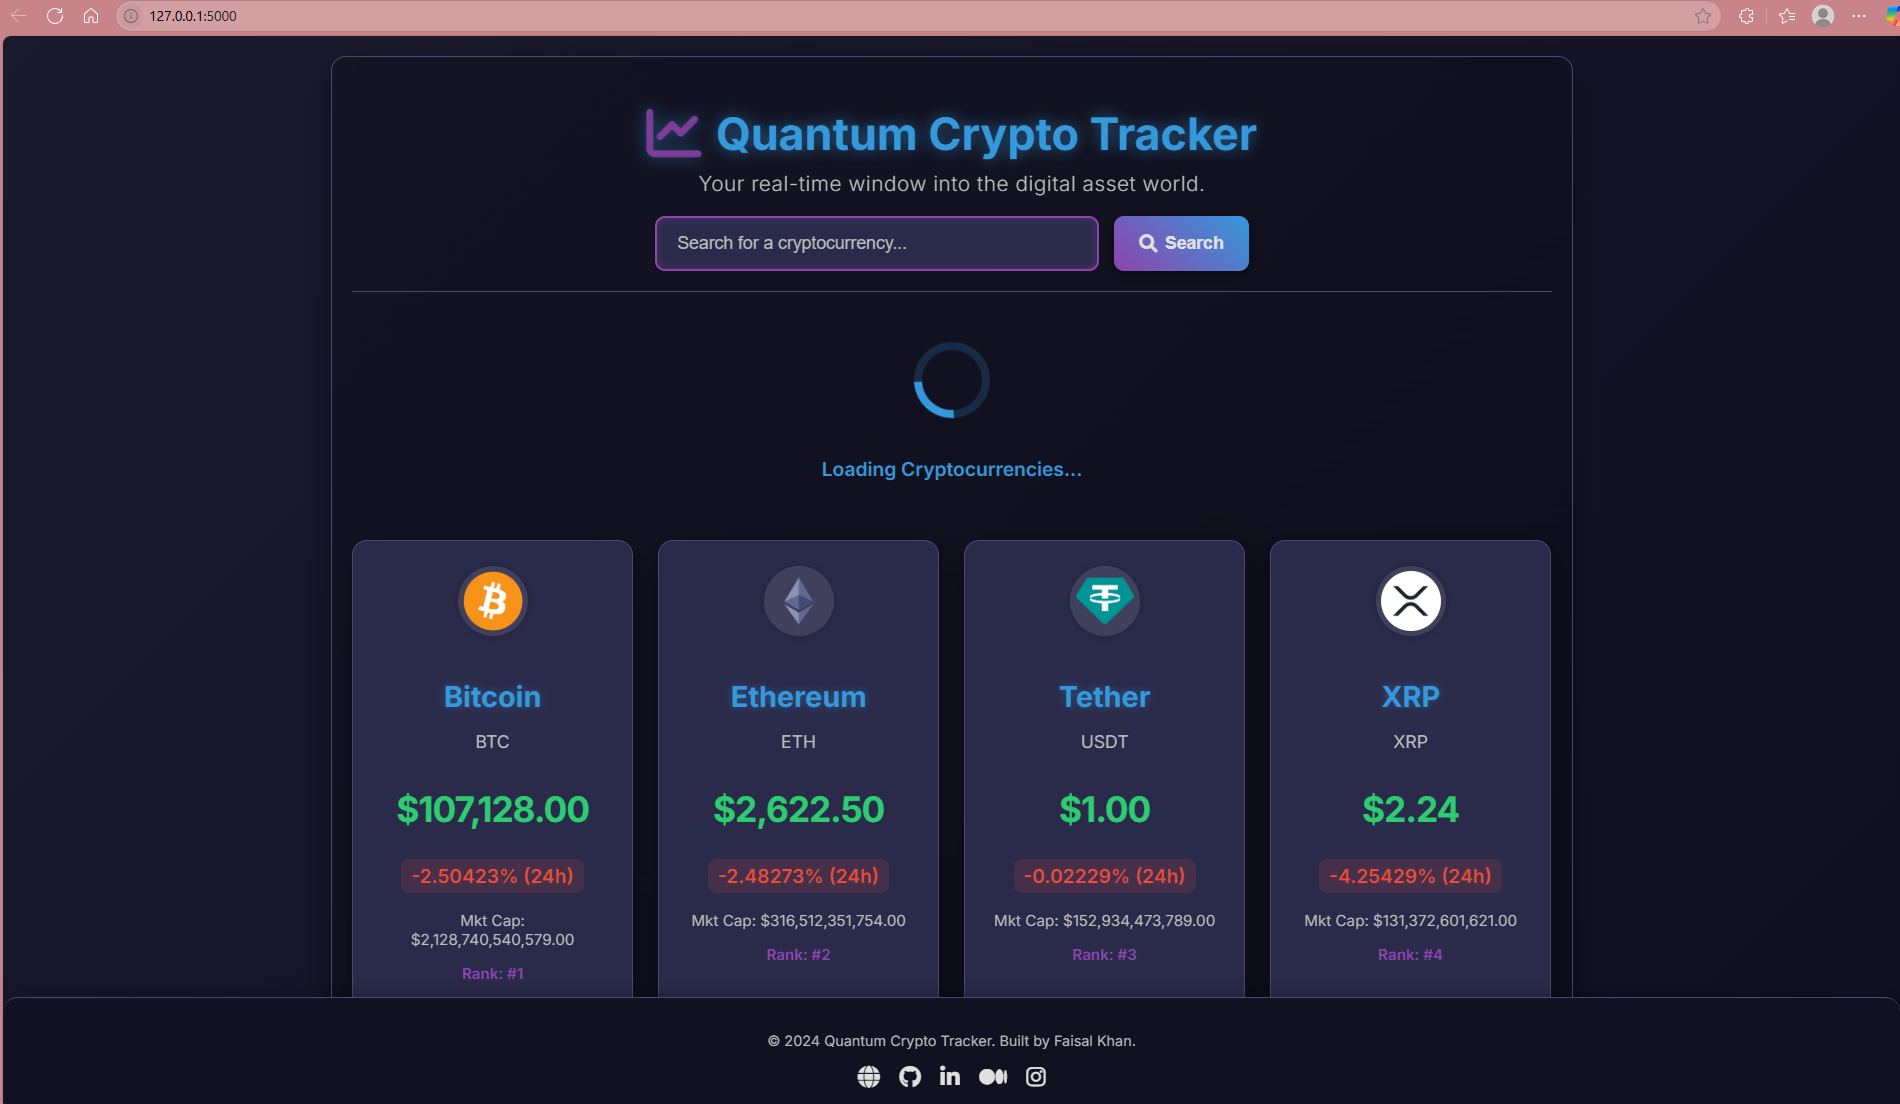 127.0.0.1:5000
Quantum Crypto Tracker
Your real-time window into the digital asset world.
Search for a cryptocurrency...
Search
Loading Cryptocurrencies...
Bitcoin
BTC
$107,128.00
-2.50423% (24h)
Mkt Cap:
$2,128,740,540,579.00
Rank: #1
Ethereum
ETH
$2,622.50
-2.48273% (24h)
Mkt Cap: $316,512,351,754.00
Rank: #2
Tether
USDT
$1.00
-0.02229% (24h)
Mkt Cap: $152,934,473,789.00
Rank: #3
XRP
XRP
$2.24
-4.25429% (24h)
Mkt Cap: $131,372,601,621.00
Rank: #4
© 2024 Quantum Crypto Tracker. Built by Faisal Khan.